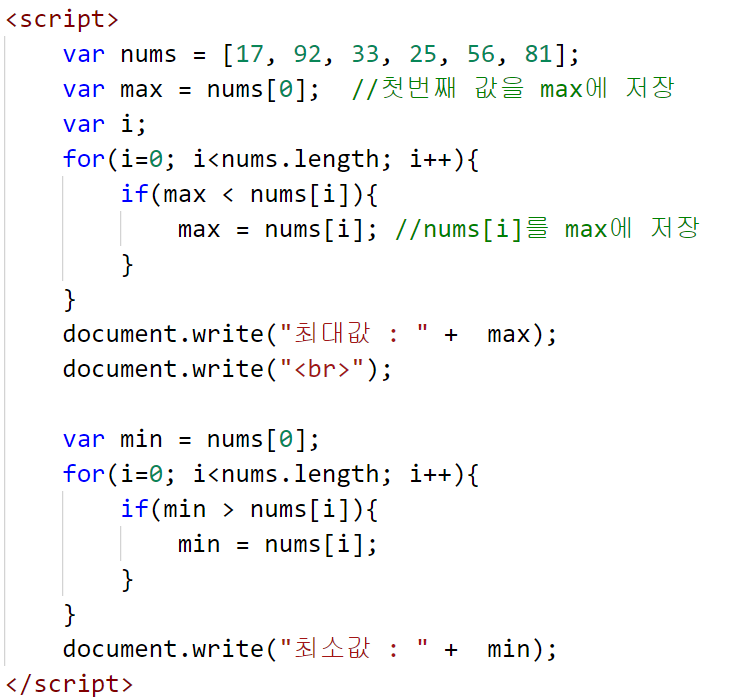 <script>
    var nums = [17, 92, 33, 25, 56, 81];
    var max = nums[0];  //첫번째 값을 max에 저장
    var i;
    for(i=0; i<nums.length; i++){
        if(max < nums[i]){
            max = nums[i]; //nums[i]를 max에 저장
        }
    }
    document.write("최대값 : " +  max);
    document.write("<br>");

    var min = nums[0];
    for(i=0; i<nums.length; i++){
        if(min > nums[i]){
            min = nums[i];
        }
    }
    document.write("최소값 : " +  min);
</script>